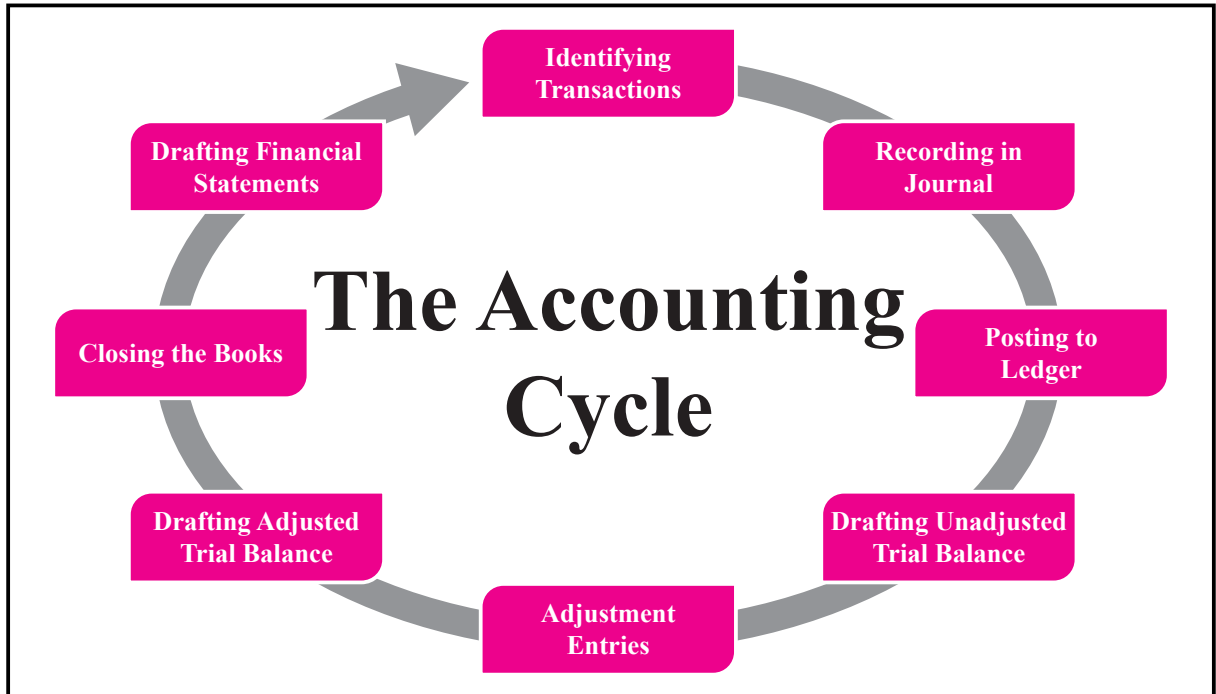 The Accounting
Cycle
Identifying
Transactions
Recording in
Journal
Posting to
Ledger
Drafting Unadjusted
Trial Balance
Adjustment
Entries
Drafting Adjusted
Trial Balance
Closing the Books
Drafting Financial
Statements